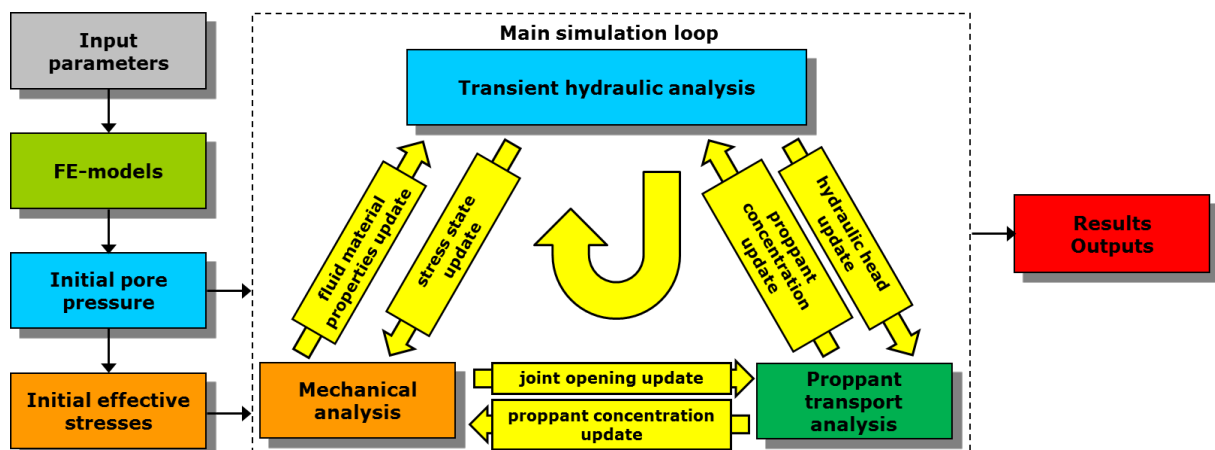 Input
parameters
FE-models
Initial pore
pressure
Initial effective
stresses
Main simulation loop
Transient hydraulic analysis
fluid material
properties update
stress state
update
proppant
concentration
update
hydraulic head
update
Mechanical
analysis
joint opening update
proppant concentration
update
Proppant
transport
analysis
Results
Outputs